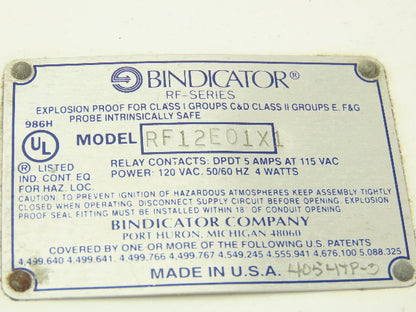 BINDICATOR®
RF-SERIES
EXPLOSION PROOF FOR CLASS I GROUPS C&D CLASS II GROUPS E, F&G
PROBE INTRINSICALLY SAFE
986H
UL
MODEL RF12E01X1
® LISTED
IND. CONT. EQ
FOR HAZ. LOC.
RELAY CONTACTS: DPDT 5 AMPS AT 115 VAC
POWER: 120 VAC, 50/60 HZ 4 WATTS
CAUTION: TO PREVENT IGNITION OF HAZARDOUS ATMOSPHERES KEEP ASSEMBLY TIGHTLY
CLOSED WHEN OPERATING. DISCONNECT SUPPLY CIRCUIT BEFORE OPENING. EXPLOSION
PROOF SEAL FITTING MUST BE INSTALLED WITHIN 18" OF CONDUIT OPENING.
BINDICATOR COMPANY
PORT HURON, MICHIGAN 48060
COVERED BY ONE OR MORE OF THE FOLLOWING U.S. PATENTS
4,499,640 4,499,641 4,499,766 4,499,767 4,549,245 4,555,941 4,676,100 5,088,325
MADE IN U.S.A.